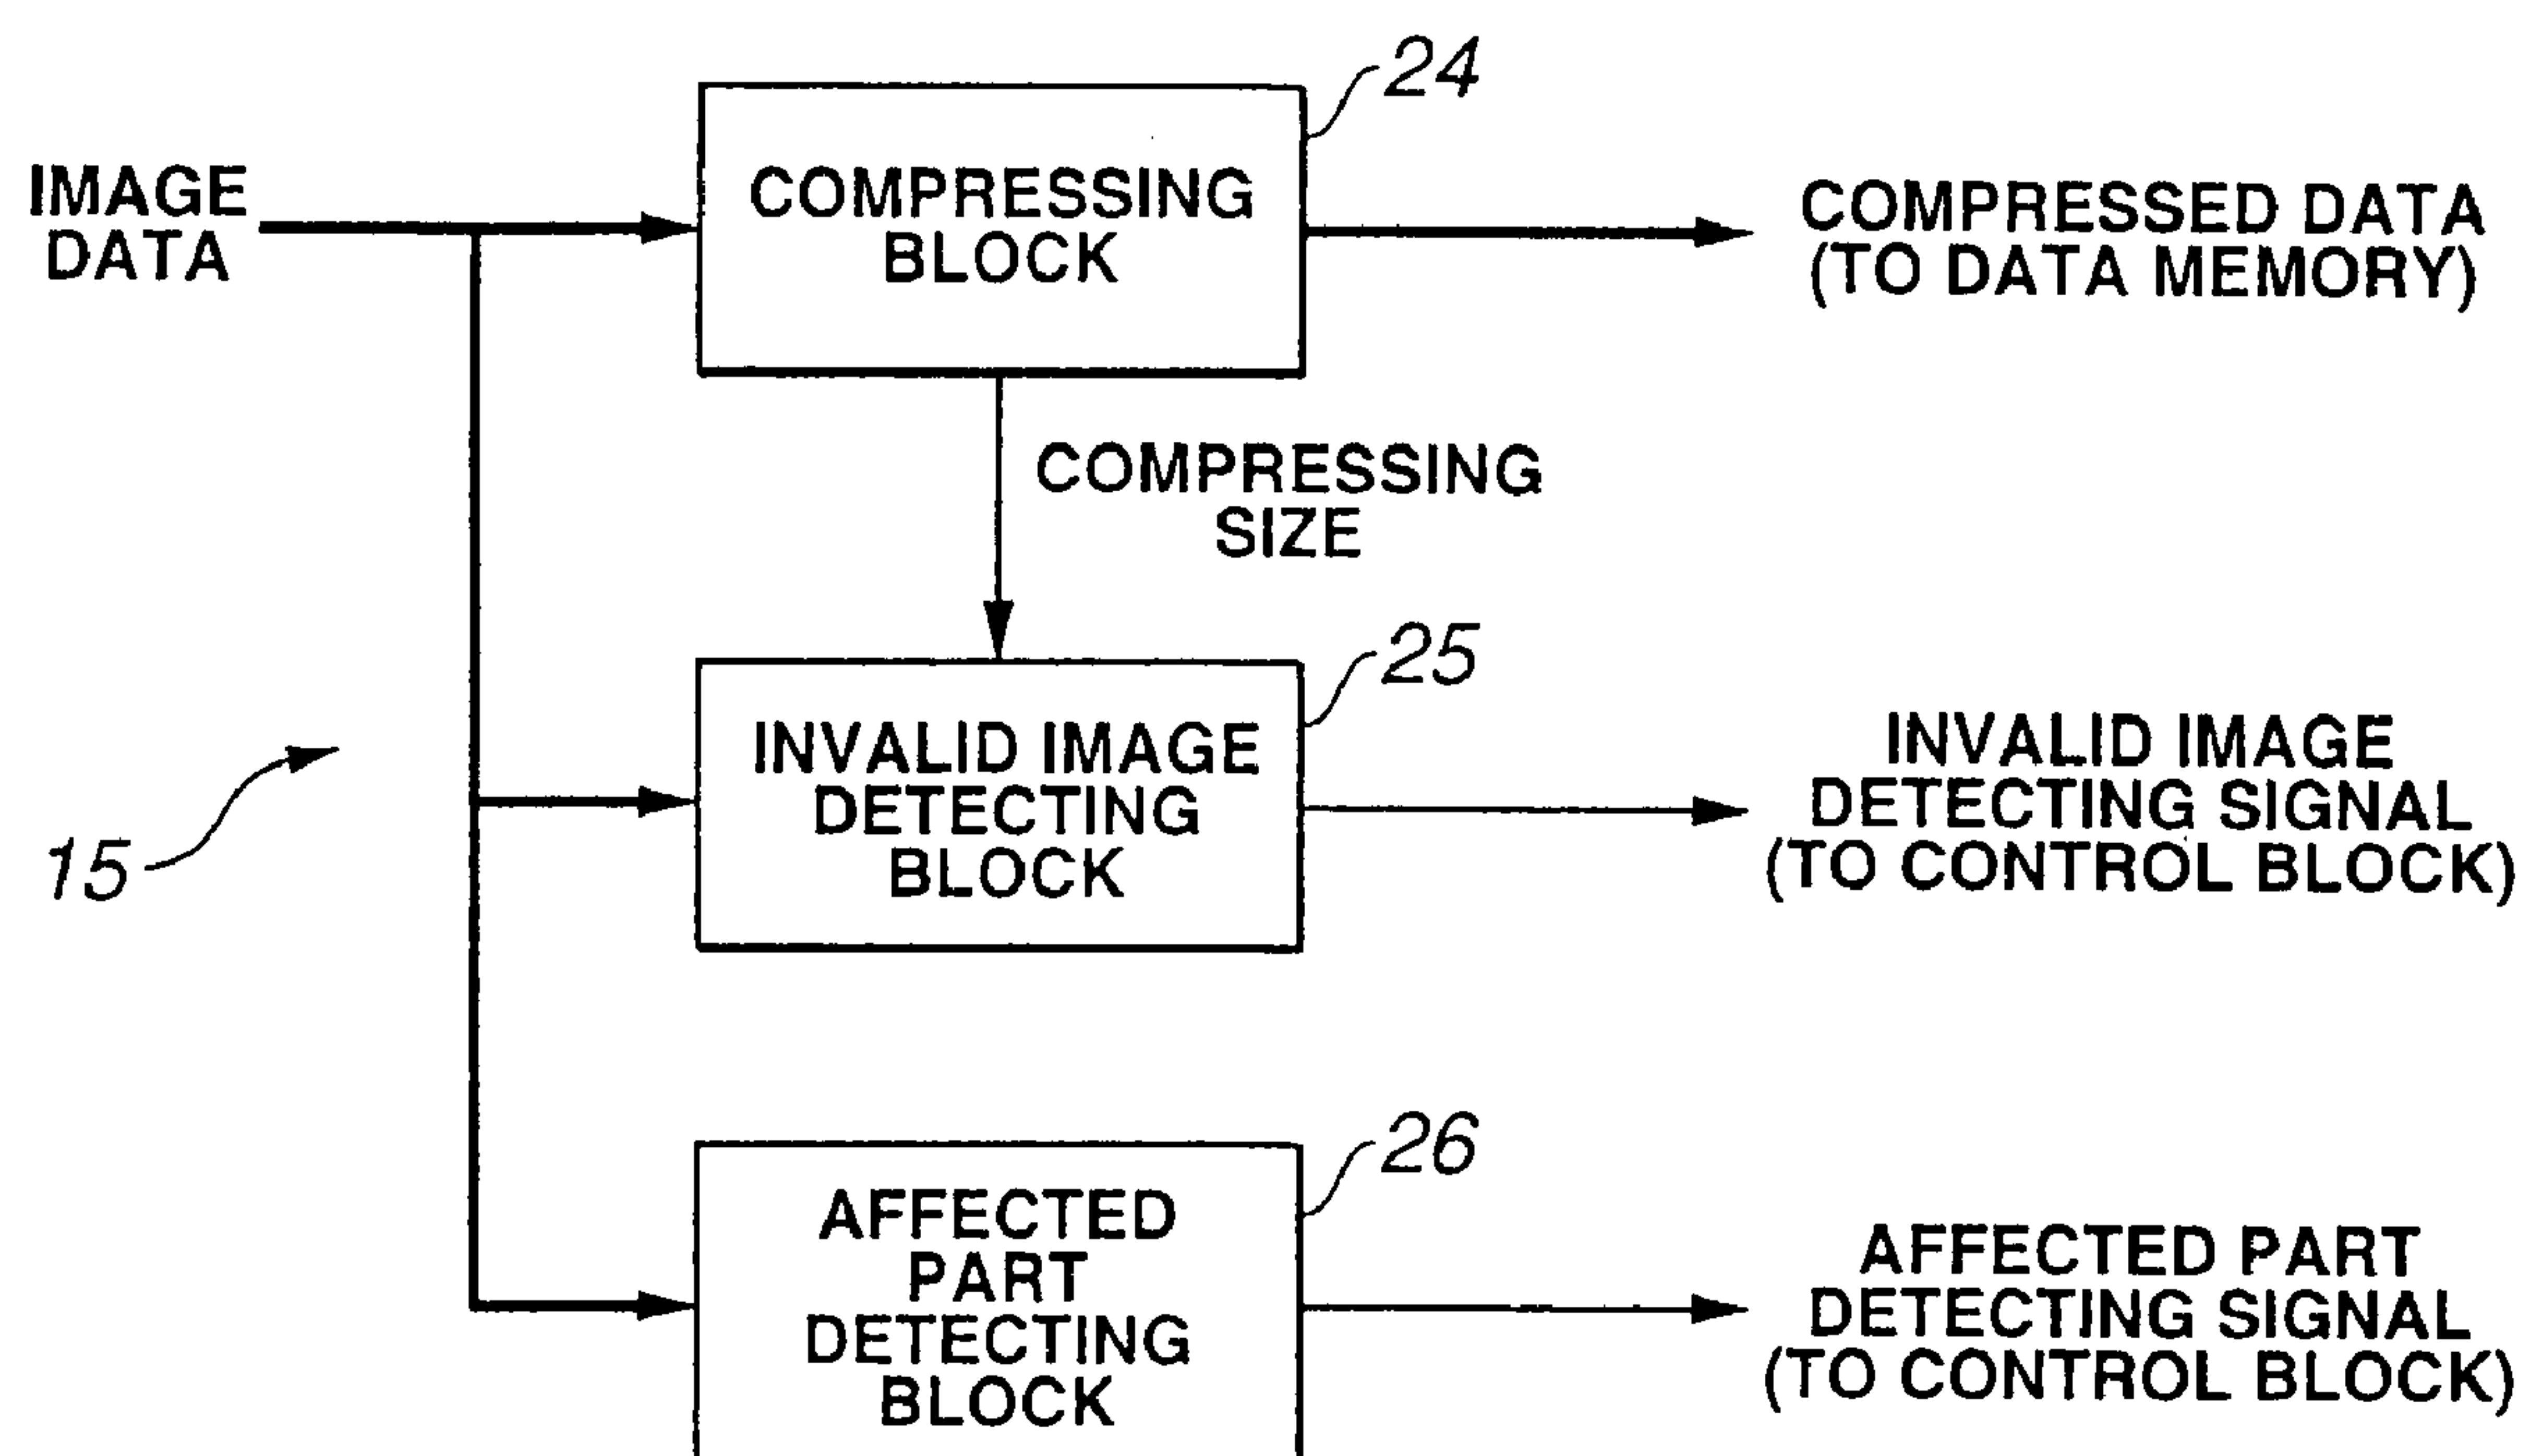 24
IMAGE
DATA
COMPRESSING
BLOCK
COMPRESSED DATA
(TO DATA MEMORY)
COMPRESSING
SIZE
25
INVALID IMAGE
DETECTING
BLOCK
INVALID IMAGE
DETECTING SIGNAL
(TO CONTROL BLOCK)
15
26
AFFECTED
PART
DETECTING
BLOCK
AFFECTED PART
DETECTING SIGNAL
(TO CONTROL BLOCK)